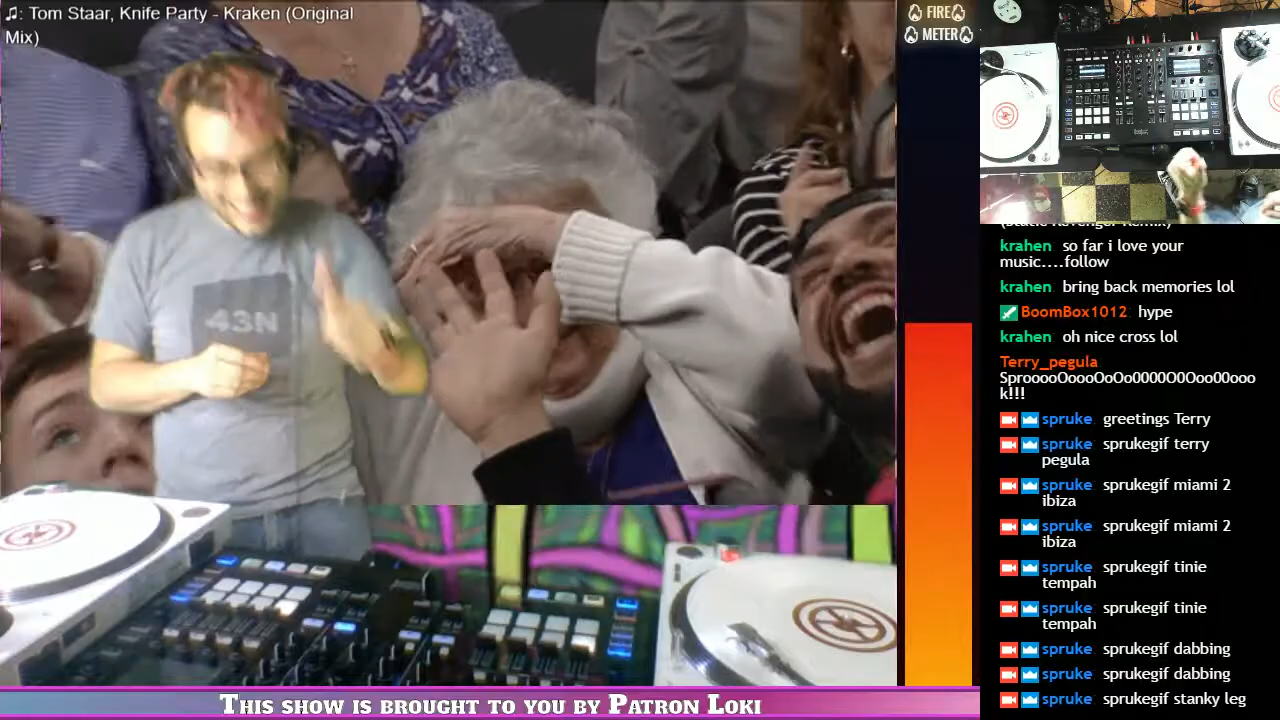 ♫: Tom Staar, Knife Party - Kraken (Original
Mix)
FIRE
METER
43N
krahen so far i love your
music....follow
krahen bring back memories lol
BoomBox1012 hype
krahen oh nice cross lol
Terry_pegula
SprooooOoooOoOo0000O0Ooo00ooo
k!!!
spruke greetings Terry
spruke sprukegif terry
pegula
spruke sprukegif miami 2
ibiza
spruke sprukegif miami 2
ibiza
spruke sprukegif tinie
tempah
spruke sprukegif tinie
tempah
spruke sprukegif dabbing
spruke sprukegif dabbing
spruke sprukegif stanky leg
THIS SHOW IS BROUGHT TO YOU BY PATRON LOKI